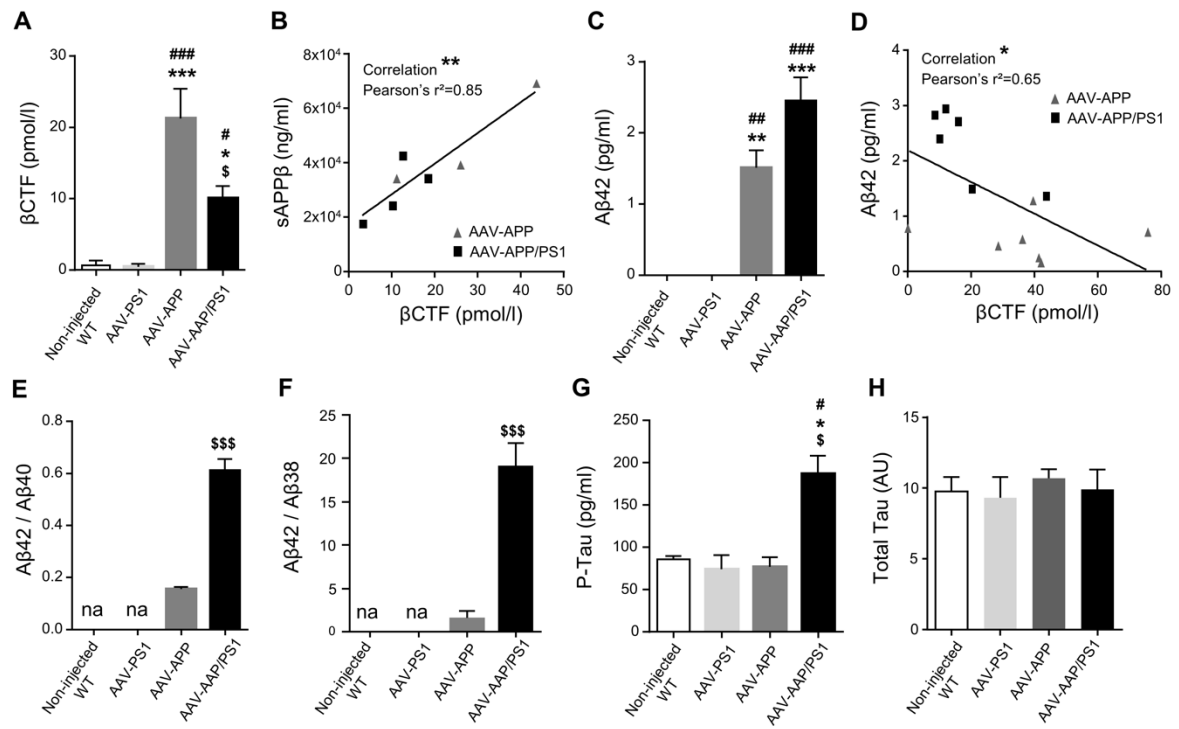 A
βCTF (pmol/l)
30
20
10
0
###
***
#
*
$
Non-injected
WT
AAV-PS1
AAV-APP
AAV-AAP/PS1
B
sAPPβ (ng/ml)
8x10⁴
6x10⁴
4x10⁴
2x10⁴
0
Correlation **
Pearson's r²=0.85
AAV-APP
AAV-APP/PS1
0 10 20 30 40 50
βCTF (pmol/l)
C
Aβ42 (pg/ml)
3
2
1
0
##
**
###
***
Non-injected
WT
AAV-PS1
AAV-APP
AAV-AAP/PS1
D
Aβ42 (pg/ml)
4
3
2
1
0
Correlation *
Pearson's r²=0.65
AAV-APP
AAV-APP/PS1
0 20 40 60 80
βCTF (pmol/l)
E
Aβ42 / Aβ40
0.8
0.6
0.4
0.2
0.0
na na
$$$
Non-injected
WT
AAV-PS1
AAV-APP
AAV-AAP/PS1
F
Aβ42 / Aβ38
25
20
15
10
5
0
na na
$$$
Non-injected
WT
AAV-PS1
AAV-APP
AAV-AAP/PS1
G
P-Tau (pg/ml)
250
200
150
100
50
0
#
*
$
Non-injected
WT
AAV-PS1
AAV-APP
AAV-AAP/PS1
H
Total Tau (AU)
15
10
5
0
Non-injected
WT
AAV-PS1
AAV-APP
AAV-AAP/PS1